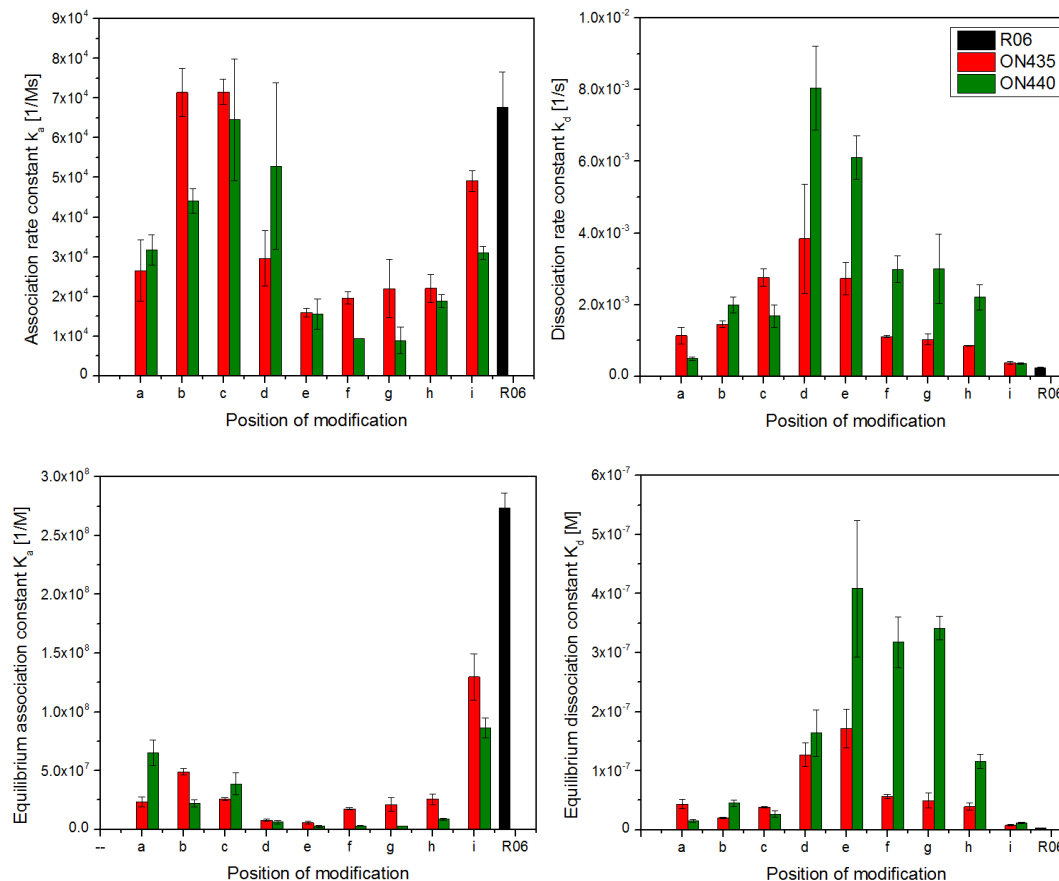 Association rate constant kₐ [1/Ms]
9x10⁴
8x10⁴
7x10⁴
6x10⁴
5x10⁴
4x10⁴
3x10⁴
2x10⁴
1x10⁴
0
a b c d e f g h i R06
Position of modification
Dissociation rate constant k_d [1/s]
1.0x10⁻²
8.0x10⁻³
6.0x10⁻³
4.0x10⁻³
2.0x10⁻³
0.0
R06
ON435
ON440
a b c d e f g h i R06
Position of modification
Equilibrium association constant Kₐ [1/M]
3.0x10⁸
2.5x10⁸
2.0x10⁸
1.5x10⁸
1.0x10⁸
5.0x10⁷
0.0
-- a b c d e f g h i R06
Position of modification
Equilibrium dissociation constant K_d [M]
6x10⁻⁷
5x10⁻⁷
4x10⁻⁷
3x10⁻⁷
2x10⁻⁷
1x10⁻⁷
0
a b c d e f g h i R06
Position of modification